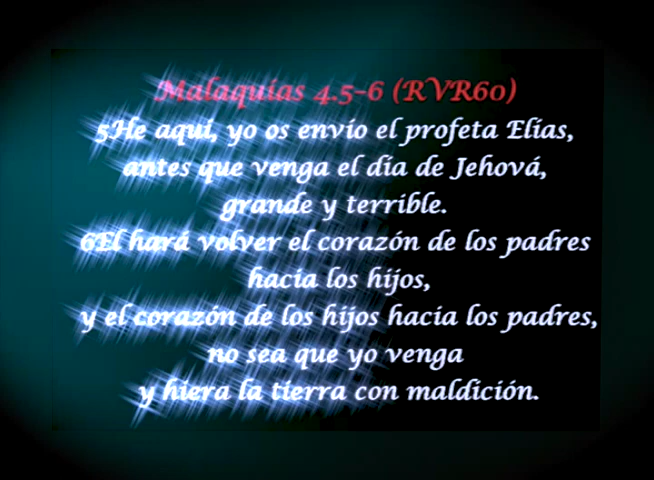 Malaquías 4.5-6 (RVR60)
5He aquí, yo os envío el profeta Elías,
antes que venga el día de Jehová,
grande y terrible.
6El hará volver el corazón de los padres
hacia los hijos,
y el corazón de los hijos hacia los padres,
no sea que yo venga
y hiera la tierra con maldición.